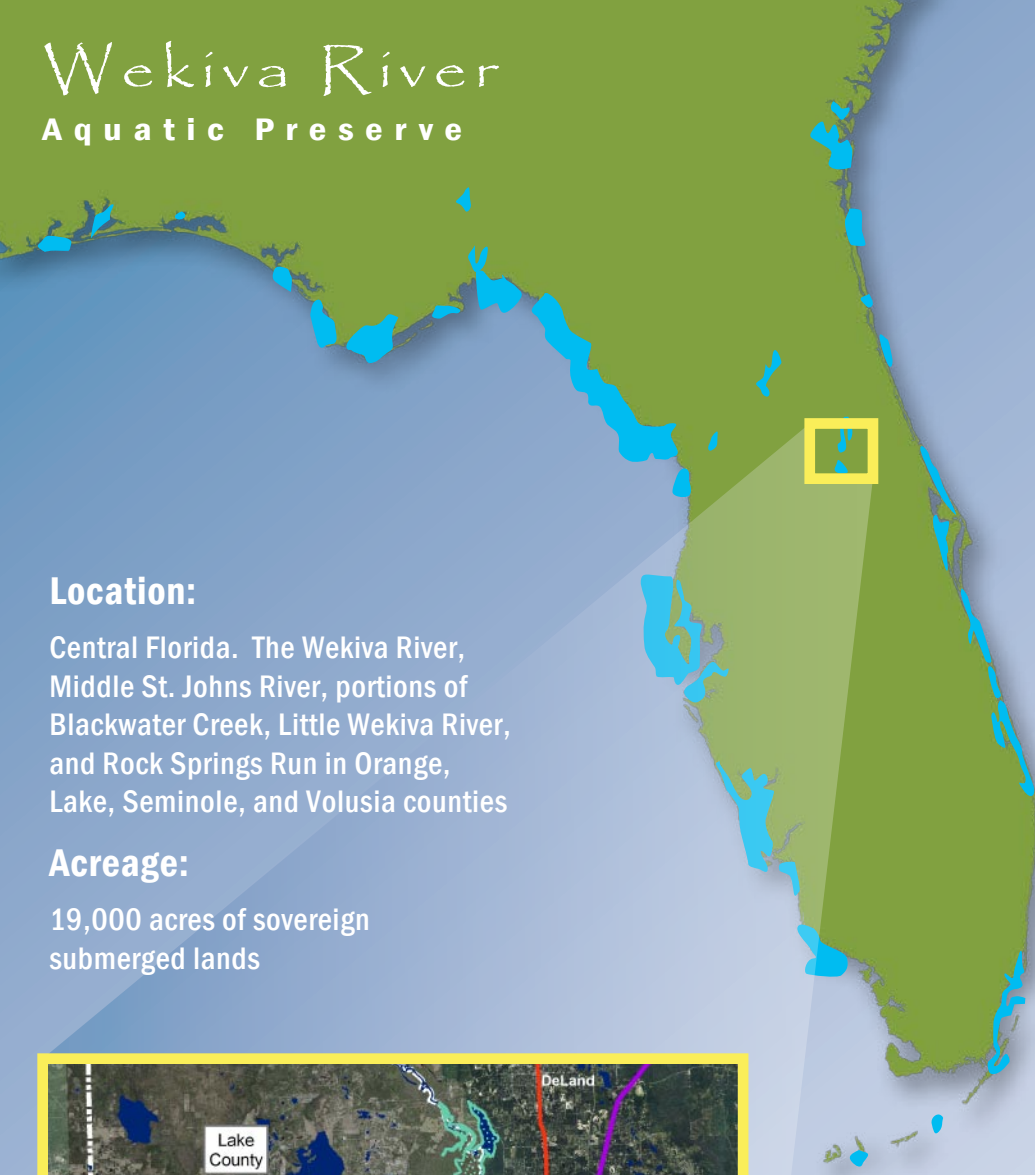 Wekiva River
Aquatic Preserve
Location:
Central Florida.  The Wekiva River,
Middle St. Johns River, portions of
Blackwater Creek, Little Wekiva River,
and Rock Springs Run in Orange,
Lake, Seminole, and Volusia counties
Acreage:
19,000 acres of sovereign
submerged lands
DeLand
Lake
County